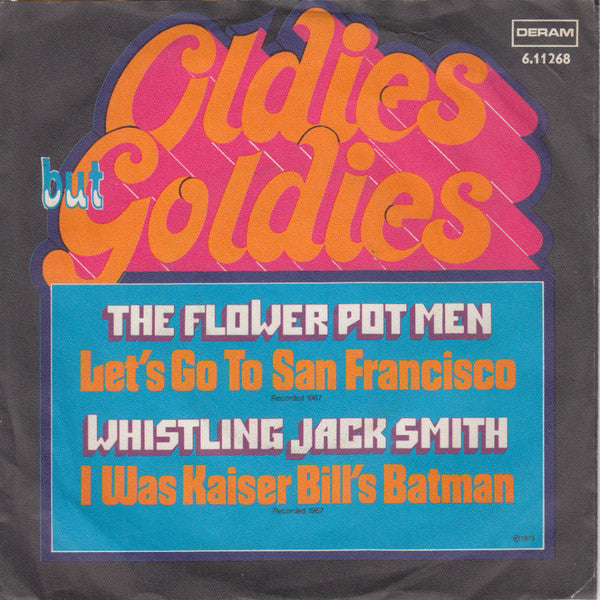 DERAM
6.11268
Oldies
but
Goldies
THE FLOWER POT MEN
Let's Go To San Francisco
Recorded 1967
WHISTLING JACK SMITH
I Was Kaiser Bill's Batman
Recorded 1967